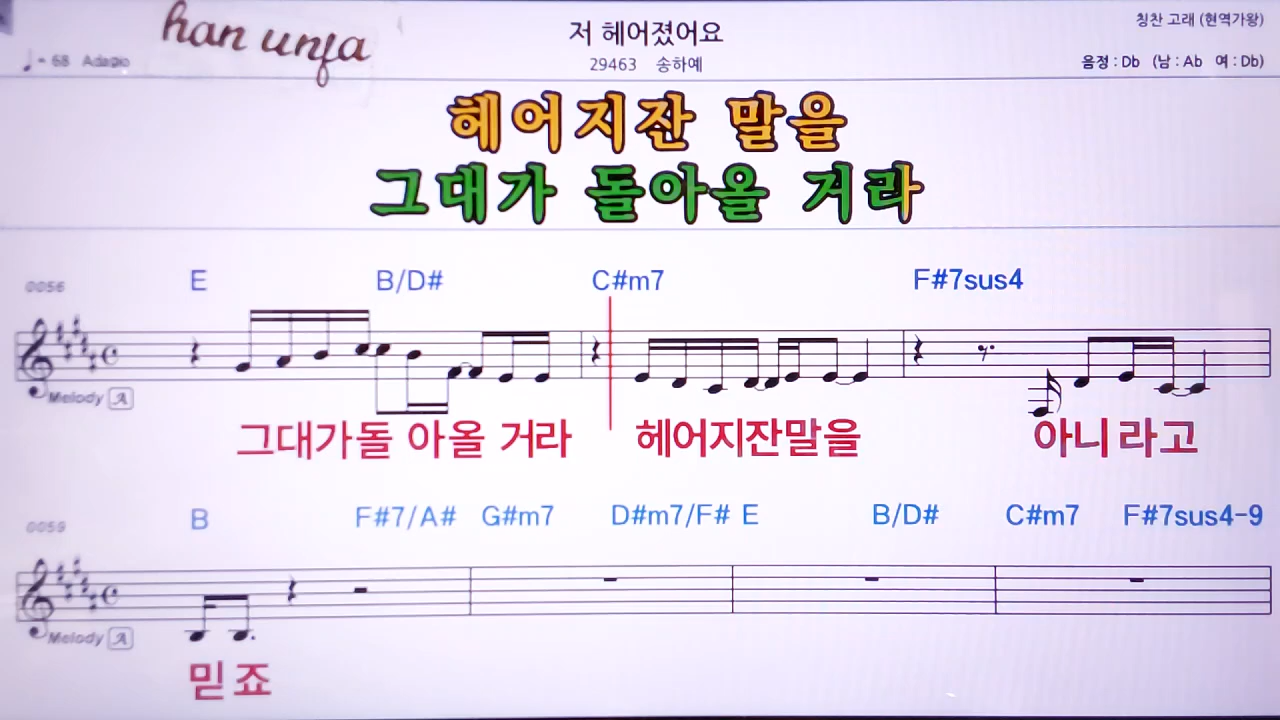 han unja
저 헤어졌어요
칭찬 고래 (현역가왕)
♩= 68 Adagio
29463 송하예
음정 : Db (남 : Ab 여 : Db)
헤어지잔 말을
그대가 돌아올 거라
0056
E B/D# C#m7 F#7sus4
Melody A
그대가돌 아올 거라 헤어지잔말을 아니라고
0059
B F#7/A# G#m7 D#m7/F# E B/D# C#m7 F#7sus4-9
Melody A
믿죠